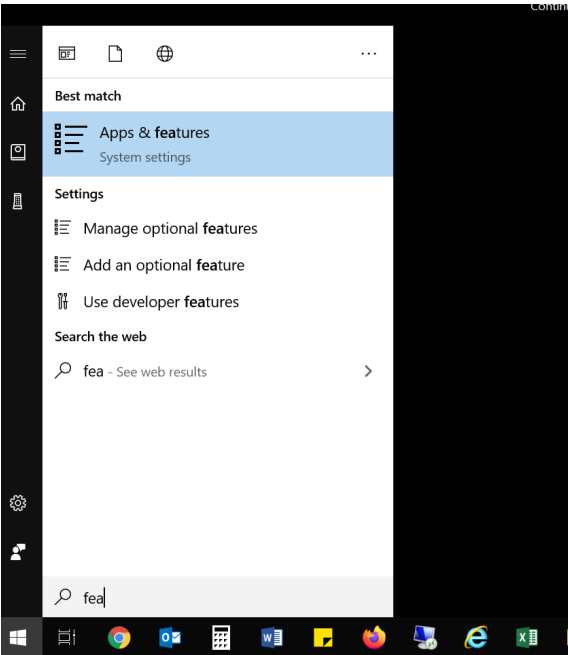 Best match
Apps & features
System settings
Settings
Manage optional features
Add an optional feature
Use developer features
Search the web
fea - See web results
fea